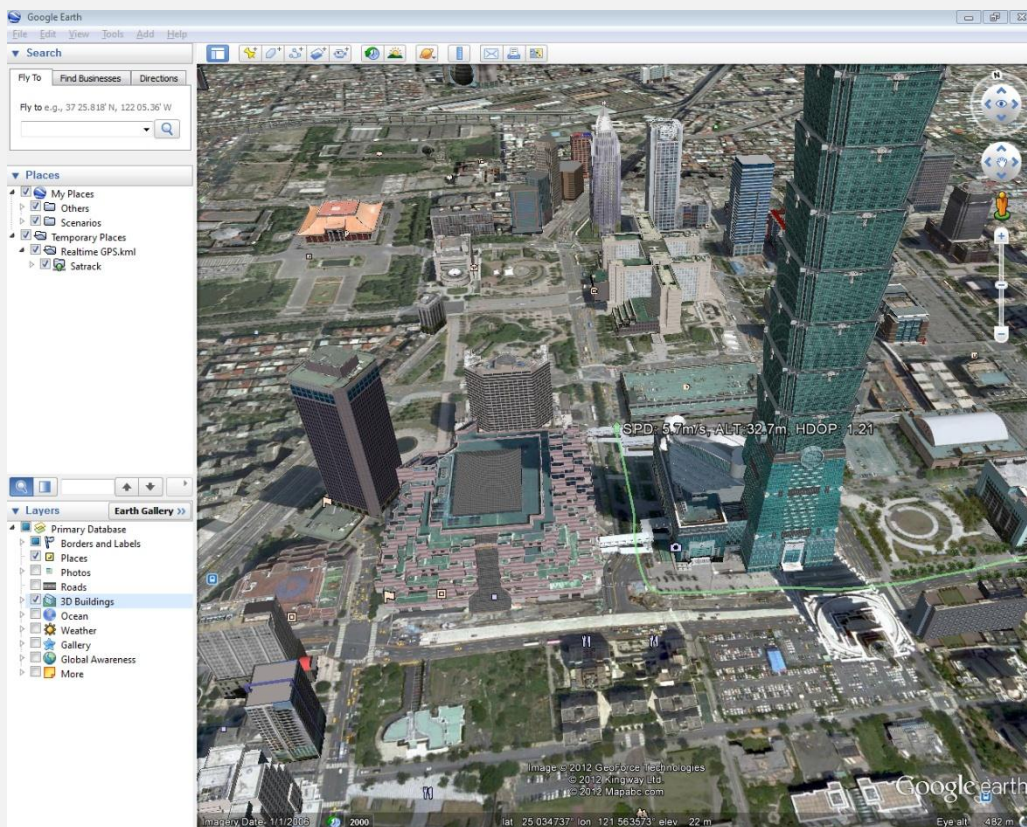 Google Earth
File Edit View Tools Add Help
Search
Fly To Find Businesses Directions
Fly to e.g., 37 25.818' N, 122 05.36' W
Places
My Places
Others
Scenarios
Temporary Places
Realtime GPS.kml
Satrack
Layers Earth Gallery >>
Primary Database
Borders and Labels
Places
Photos
Roads
3D Buildings
Ocean
Weather
Gallery
Global Awareness
More
N
SPD: 5.7m/s, ALT:32.7m, HDOP: 1.21
Image © 2012 GeoForce Technologies
© 2012 Kingway Ltd.
© 2012 Mapabc.com
Google earth
Imagery Date: 1/1/2006 2000 lat 25.034737° lon 121.563573° elev 22 m Eye alt 482 m